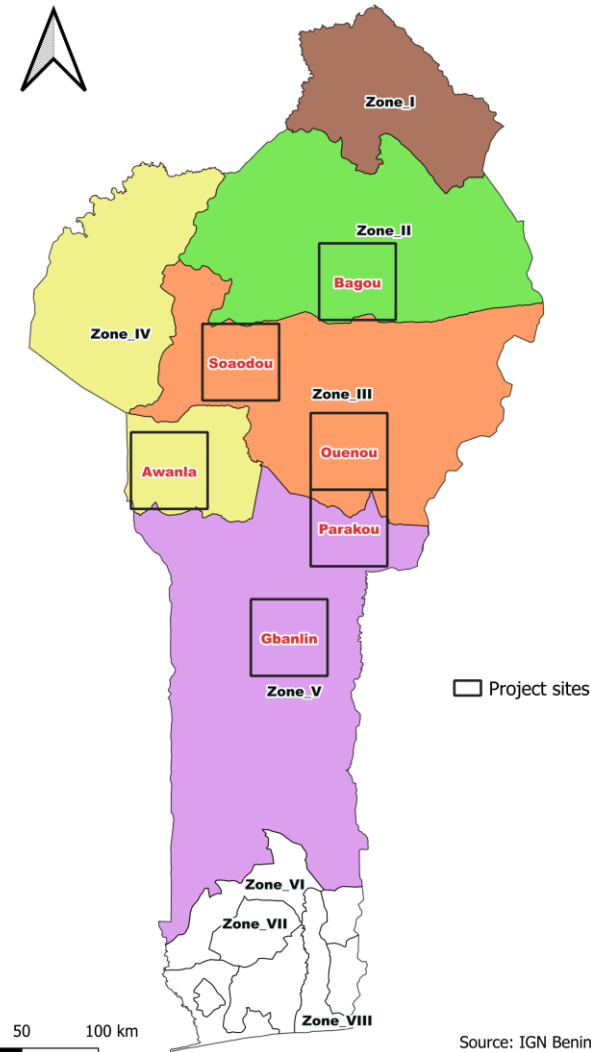 Zone_I
Zone_II
Bagou
Zone_IV
Soaodou
Zone_III
Ouenou
Awanla
Parakou
Gbanlin
Zone_V
Project sites
Zone_VI
Zone_VII
Zone_VIII
50 100 km
Source: IGN Benin